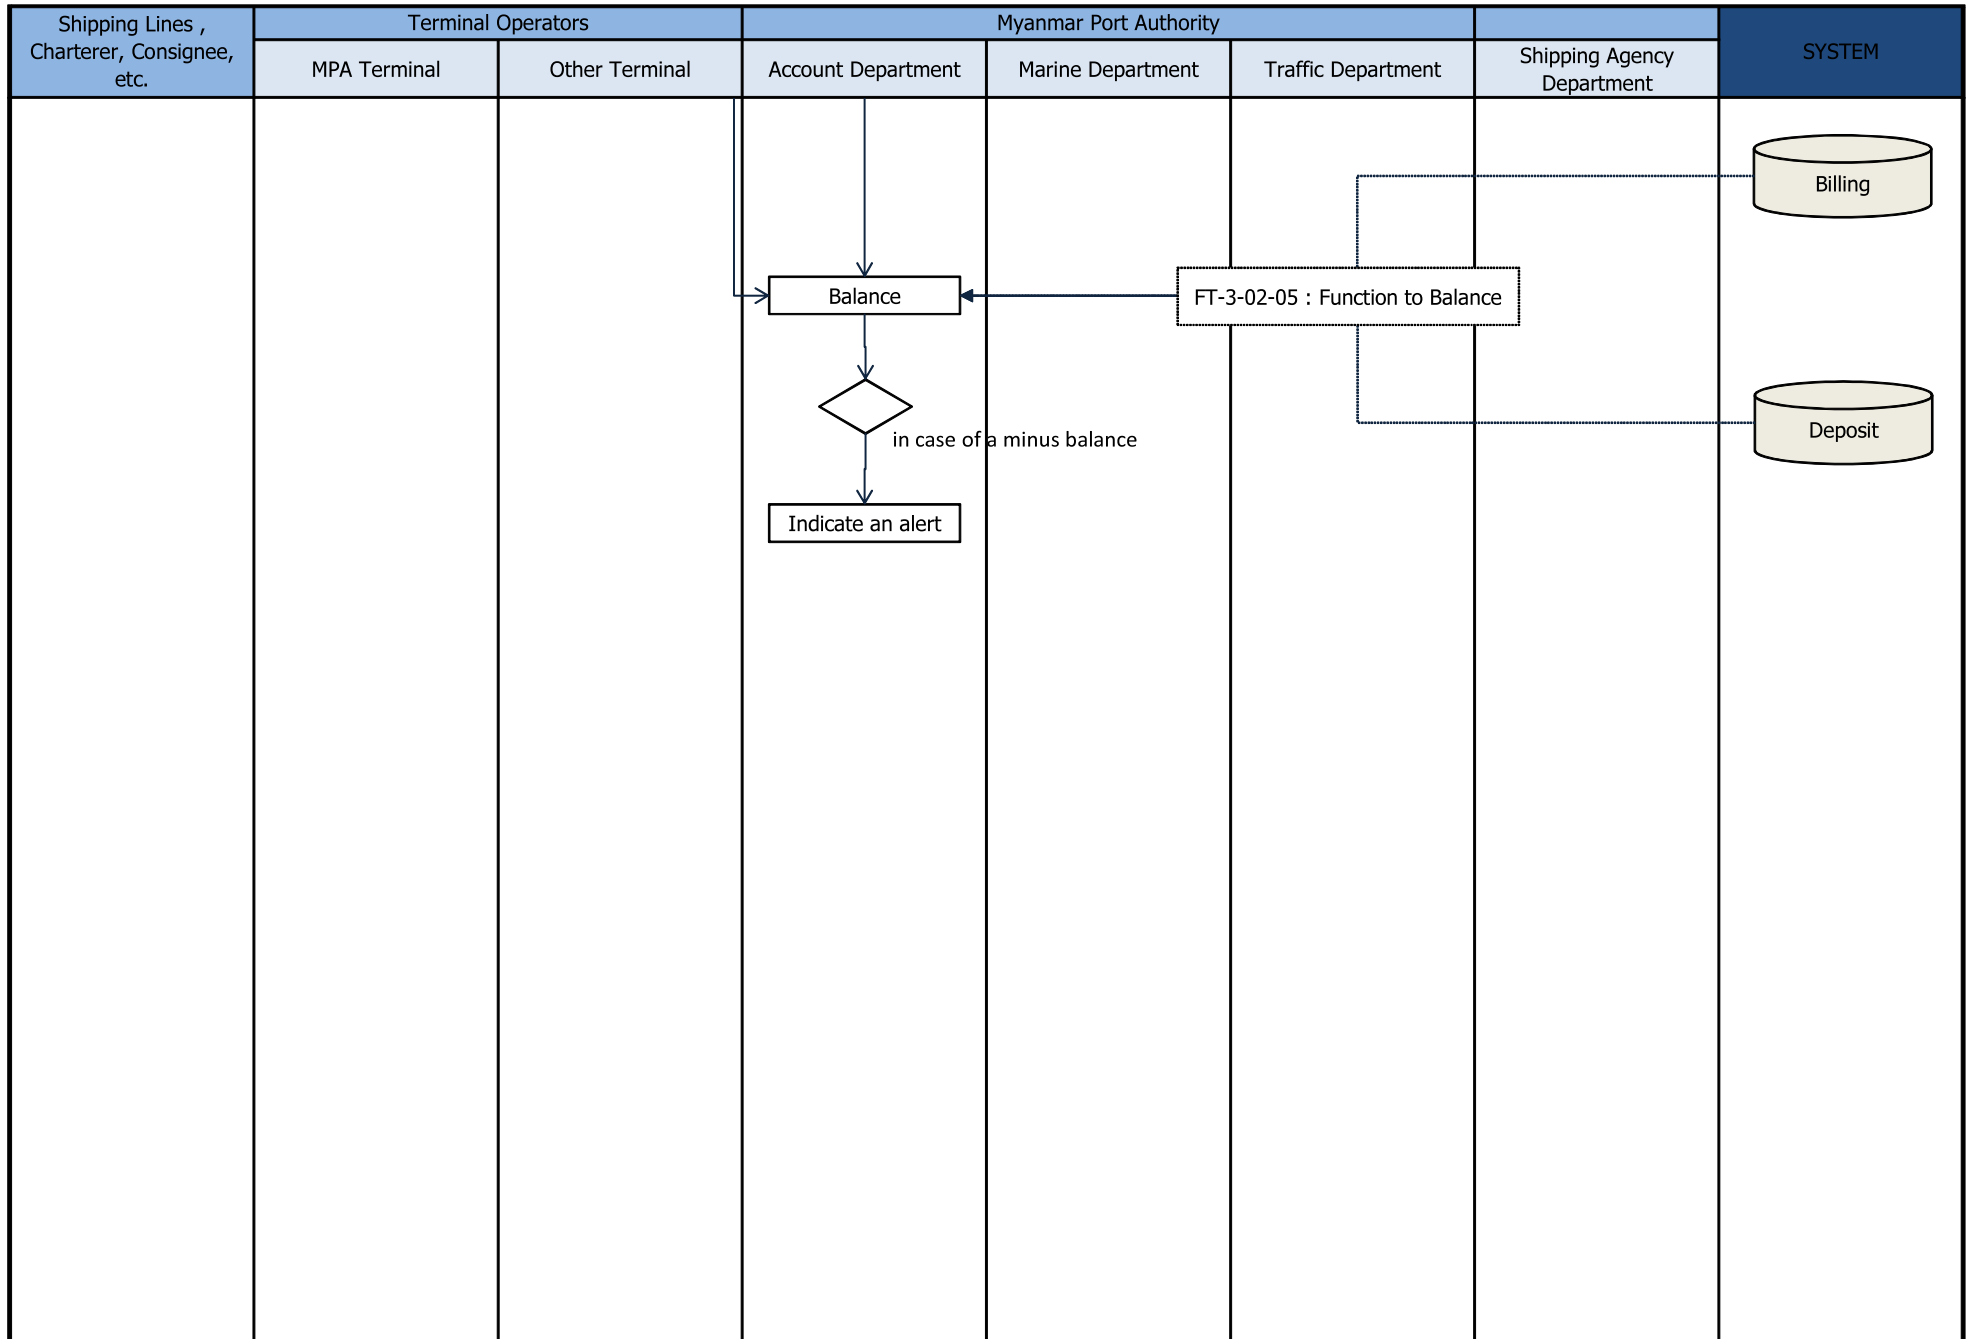 Shipping Lines ,
Charterer, Consignee,
etc.
Terminal Operators
Myanmar Port Authority
SYSTEM
MPA Terminal
Other Terminal
Account Department
Marine Department
Traffic Department
Shipping Agency
Department
Billing
Balance
FT-3-02-05 : Function to Balance
in case of a minus balance
Deposit
Indicate an alert